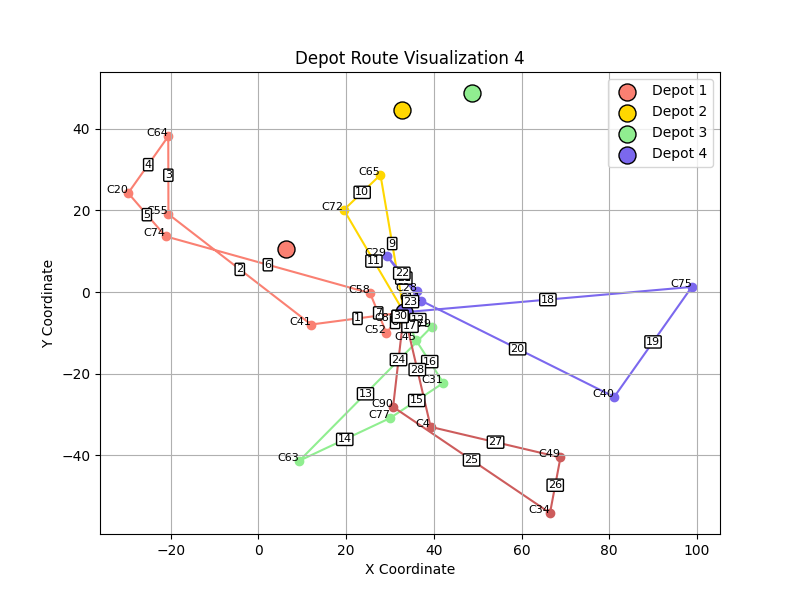 Depot Route Visualization 4
Depot 1
Depot 2
Depot 3
Depot 4
Y Coordinate
40
20
0
−20
−40
C64
4
3
C20
5
C55
C74
2
6
C41
1
C58
7
C52
C65
10
C72
9
C29
11
22
C28
23
30
17
C45
18
C75
19
20
C40
24
16
28
C31
13
15
C90
C77
C4
14
C63
27
25
C49
26
C34
−20
0
20
40
60
80
100
X Coordinate